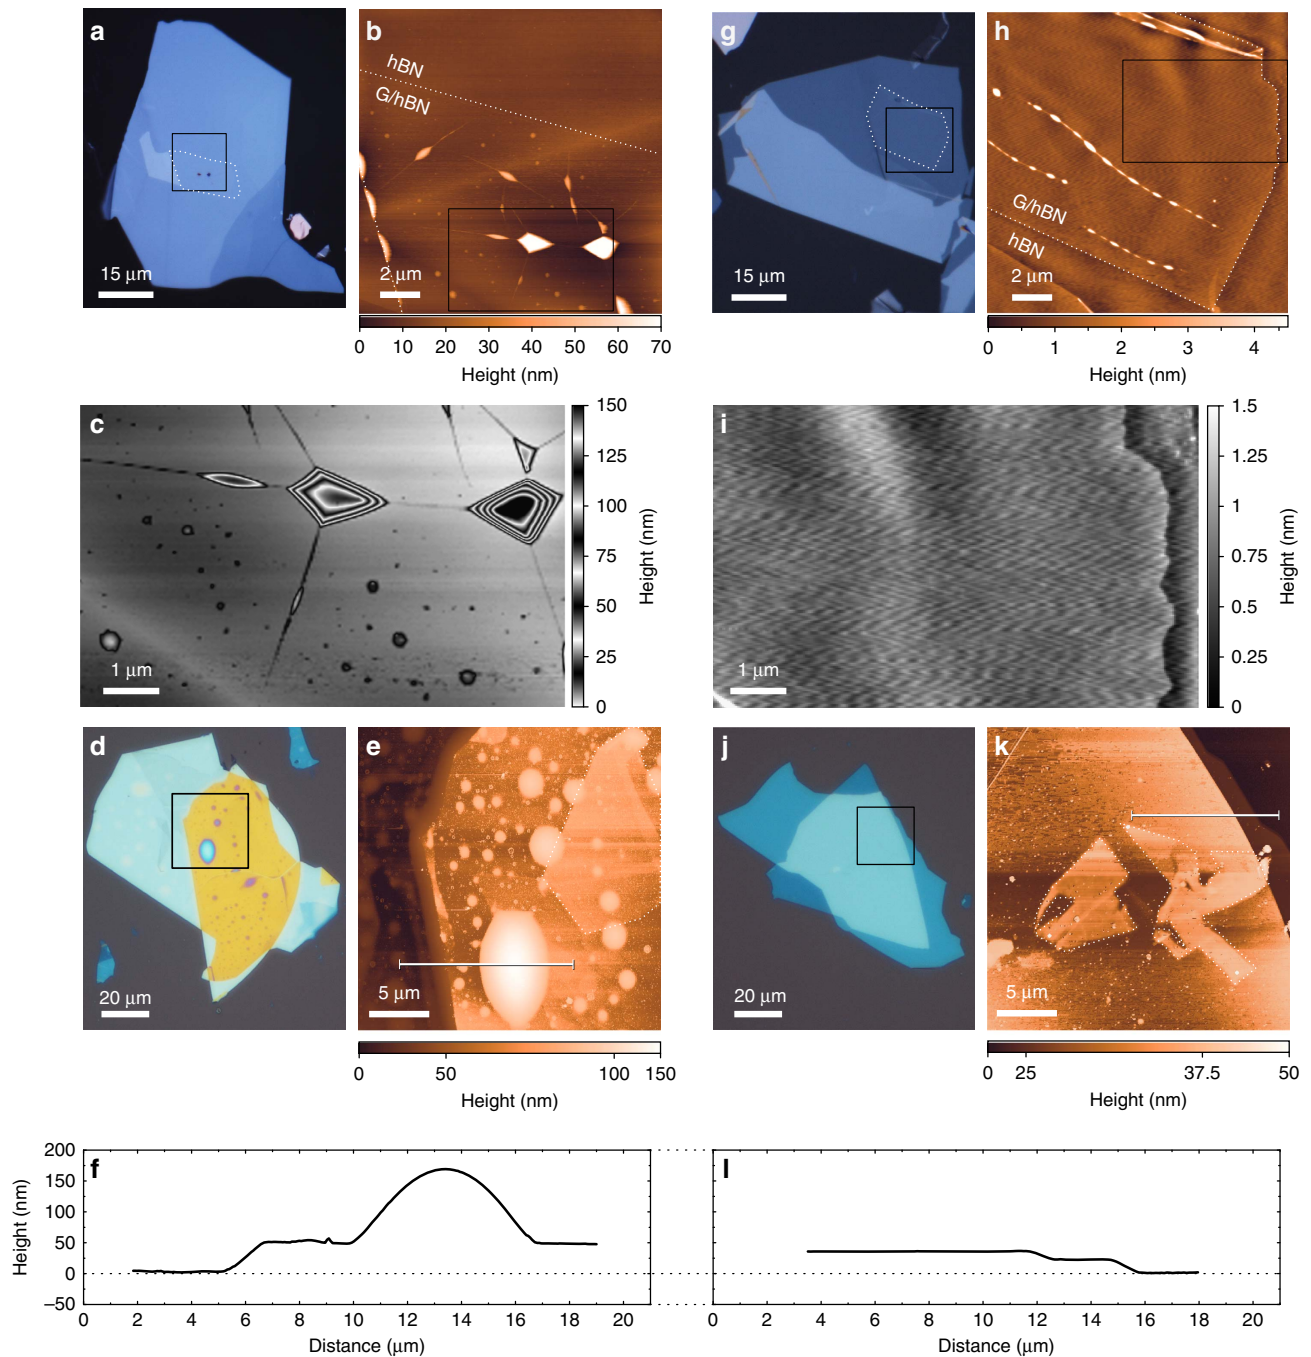 a
15 μm
b
hBN
G/hBN
2 μm
0 10 20 30 40 50 60 70
Height (nm)
g
15 μm
h
G/hBN
hBN
2 μm
0 1 2 3 4
Height (nm)
c
1 μm
150
125
100
75
50
25
0
Height (nm)
i
1 μm
1.5
1.25
1
0.75
0.5
0.25
0
Height (nm)
d
20 μm
e
5 μm
0 50 100 150
Height (nm)
j
20 μm
k
5 μm
0 25 37.5 50
Height (nm)
f
200
150
100
50
0
–50
Height (nm)
0 2 4 6 8 10 12 14 16 18 20
Distance (μm)
l
0 2 4 6 8 10 12 14 16 18 20
Distance (μm)